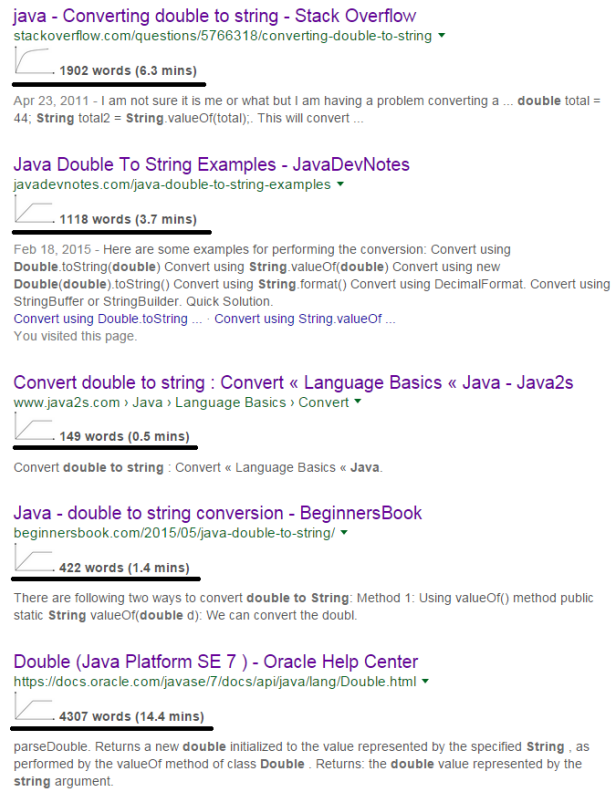 java - Converting double to string - Stack Overflow
stackoverflow.com/questions/5766318/converting-double-to-string ▼
1902 words (6.3 mins)
Apr 23, 2011 - I am not sure it is me or what but I am having a problem converting a ... double total =
44; String total2 = String.valueOf(total);. This will convert ...
Java Double To String Examples - JavaDevNotes
javadevnotes.com/java-double-to-string-examples ▼
1118 words (3.7 mins)
Feb 18, 2015 - Here are some examples for performing the conversion: Convert using
Double.toString(double) Convert using String.valueOf(double) Convert using new
Double(double).toString() Convert using String.format() Convert using DecimalFormat. Convert using
StringBuffer or StringBuilder. Quick Solution.
Convert using Double.toString ... · Convert using String.valueOf ...
You visited this page.
Convert double to string : Convert « Language Basics « Java - Java2s
www.java2s.com › Java › Language Basics › Convert ▼
149 words (0.5 mins)
Convert double to string : Convert « Language Basics « Java.
Java - double to string conversion - BeginnersBook
beginnersbook.com/2015/05/java-double-to-string/ ▼
422 words (1.4 mins)
There are following two ways to convert double to String: Method 1: Using valueOf() method public
static String valueOf(double d): We can convert the doubl.
Double (Java Platform SE 7 ) - Oracle Help Center
https://docs.oracle.com/javase/7/docs/api/java/lang/Double.html ▼
4307 words (14.4 mins)
parseDouble. Returns a new double initialized to the value represented by the specified String , as
performed by the valueOf method of class Double . Returns: the double value represented by the
string argument.